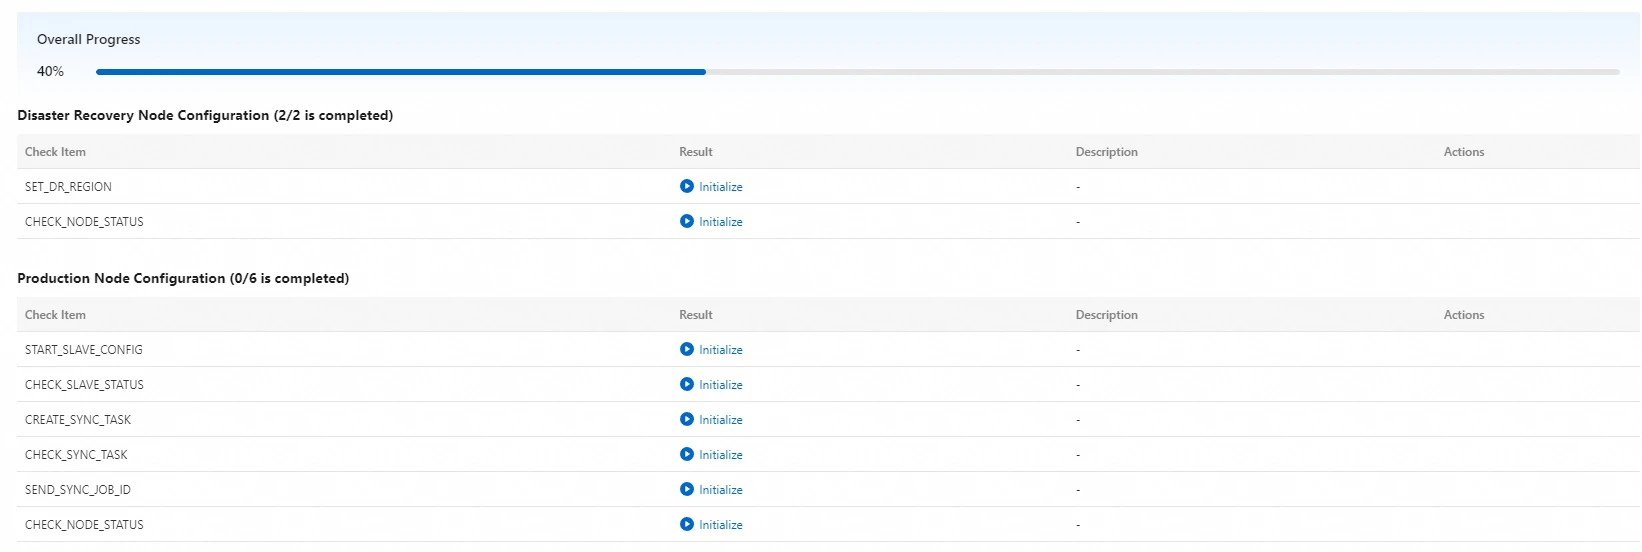 Overall Progress
40%
Disaster Recovery Node Configuration (2/2 is completed)
Check Item Result Description Actions
SET_DR_REGION Initialize -
CHECK_NODE_STATUS Initialize -
Production Node Configuration (0/6 is completed)
Check Item Result Description Actions
START_SLAVE_CONFIG Initialize -
CHECK_SLAVE_STATUS Initialize -
CREATE_SYNC_TASK Initialize -
CHECK_SYNC_TASK Initialize -
SEND_SYNC_JOB_ID Initialize -
CHECK_NODE_STATUS Initialize -